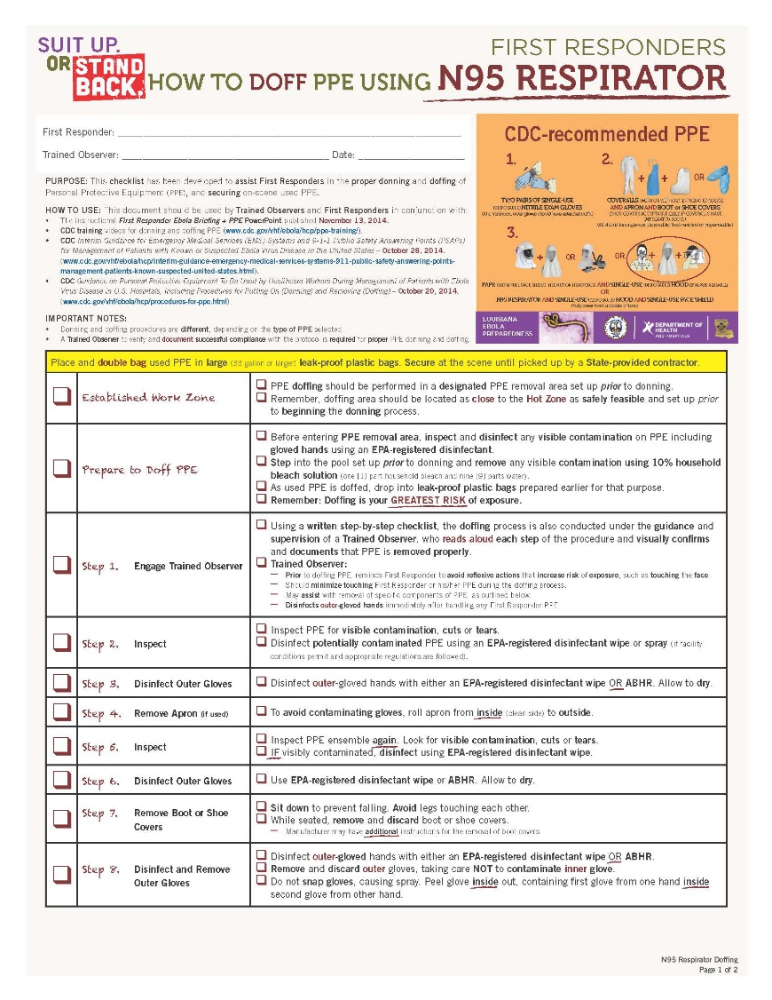 SUIT UP.
OR STAND
BACK.
FIRST RESPONDERS
HOW TO DOFF PPE USING N95 RESPIRATOR
First Responder:
Trained Observer: Date:
PURPOSE: This checklist has been developed to assist First Responders in the proper donning and doffing of
Personal Protective Equipment (PPE), and securing on-scene used PPE.
HOW TO USE: This document should be used by Trained Observers and First Responders in conjunction with:
• The instructional First Responder Ebola Briefing + PPE PowerPoint published November 13, 2014.
• CDC training videos for donning and doffing PPE (www.cdc.gov/vhf/ebola/hcp/ppe-training/).
• CDC Interim Guidance for Emergency Medical Services (EMS) Systems and 9-1-1 Public Safety Answering Points (PSAPs)
for Management of Patients with Known or Suspected Ebola Virus Disease in the United States – October 28, 2014.
(www.cdc.gov/vhf/ebola/hcp/interim-guidance-emergency-medical-services-systems-911-public-safety-answering-points-
management-patients-known-suspected-united-states.html).
• CDC Guidance on Personal Protective Equipment To Be Used by Healthcare Workers During Management of Patients with Ebola
Virus Disease in U.S. Hospitals, Including Procedures for Putting On (Donning) and Removing (Doffing) – October 20, 2014.
(www.cdc.gov/vhf/ebola/hcp/procedures-for-ppe.html)
IMPORTANT NOTES:
• Donning and doffing procedures are different, depending on the type of PPE selected.
• A Trained Observer to verify and document successful compliance with the protocol is required for proper PPE donning and doffing.
CDC-recommended PPE
1.
TWO PAIRS OF SINGLE-USE
NITRILE EXAM GLOVES
2.
OR
COVERALLS
AND APRON AND BOOT or SHOE COVERS
3.
OR
OR
PAPR AND SINGLE-USE HOOD
OR
N95 RESPIRATOR AND SINGLE-USE HOOD AND SINGLE-USE FACE SHIELD
LOUISIANA
EBOLA
PREPAREDNESS
DEPARTMENT OF
HEALTH
AND HOSPITALS
Place and double bag used PPE in large (33 gallon or larger) leak-proof plastic bags. Secure at the scene until picked up by a State-provided contractor.
Established Work Zone
PPE doffing should be performed in a designated PPE removal area set up prior to donning.
Remember, doffing area should be located as close to the Hot Zone as safely feasible and set up prior
to beginning the donning process.
Prepare to Doff PPE
Before entering PPE removal area, inspect and disinfect any visible contamination on PPE including
gloved hands using an EPA-registered disinfectant.
Step into the pool set up prior to donning and remove any visible contamination using 10% household
bleach solution (one [1] part household bleach and nine [9] parts water).
As used PPE is doffed, drop into leak-proof plastic bags prepared earlier for that purpose.
Remember: Doffing is your GREATEST RISK of exposure.
Step 1. Engage Trained Observer
Using a written step-by-step checklist, the doffing process is also conducted under the guidance and
supervision of a Trained Observer, who reads aloud each step of the procedure and visually confirms
and documents that PPE is removed properly.
Trained Observer:
— Prior to doffing PPE, reminds First Responder to avoid reflexive actions that increase risk of exposure, such as touching the face.
— Should minimize touching First Responder or his/her PPE during the doffing process.
— May assist with removal of specific components of PPE, as outlined below.
— Disinfects outer-gloved hands immediately after handling any First Responder PPE
Step 2. Inspect
Inspect PPE for visible contamination, cuts or tears.
Disinfect potentially contaminated PPE using an EPA-registered disinfectant wipe or spray (if facility
conditions permit and appropriate regulations are followed).
Step 3. Disinfect Outer Gloves
Disinfect outer-gloved hands with either an EPA-registered disinfectant wipe OR ABHR. Allow to dry.
Step 4. Remove Apron (if used)
To avoid contaminating gloves, roll apron from inside (clean side) to outside.
Step 5. Inspect
Inspect PPE ensemble again. Look for visible contamination, cuts or tears.
IF visibly contaminated, disinfect using EPA-registered disinfectant wipe.
Step 6. Disinfect Outer Gloves
Use EPA-registered disinfectant wipe or ABHR. Allow to dry.
Step 7. Remove Boot or Shoe
Covers
Sit down to prevent falling. Avoid legs touching each other.
While seated, remove and discard boot or shoe covers.
— Manufacturer may have additional instructions for the removal of boot covers
Step 8. Disinfect and Remove
Outer Gloves
Disinfect outer-gloved hands with either an EPA-registered disinfectant wipe OR ABHR.
Remove and discard outer gloves, taking care NOT to contaminate inner glove.
Do not snap gloves, causing spray. Peel glove inside out, containing first glove from one hand inside
second glove from other hand.
N95 Respirator Doffing
Page 1 of 2